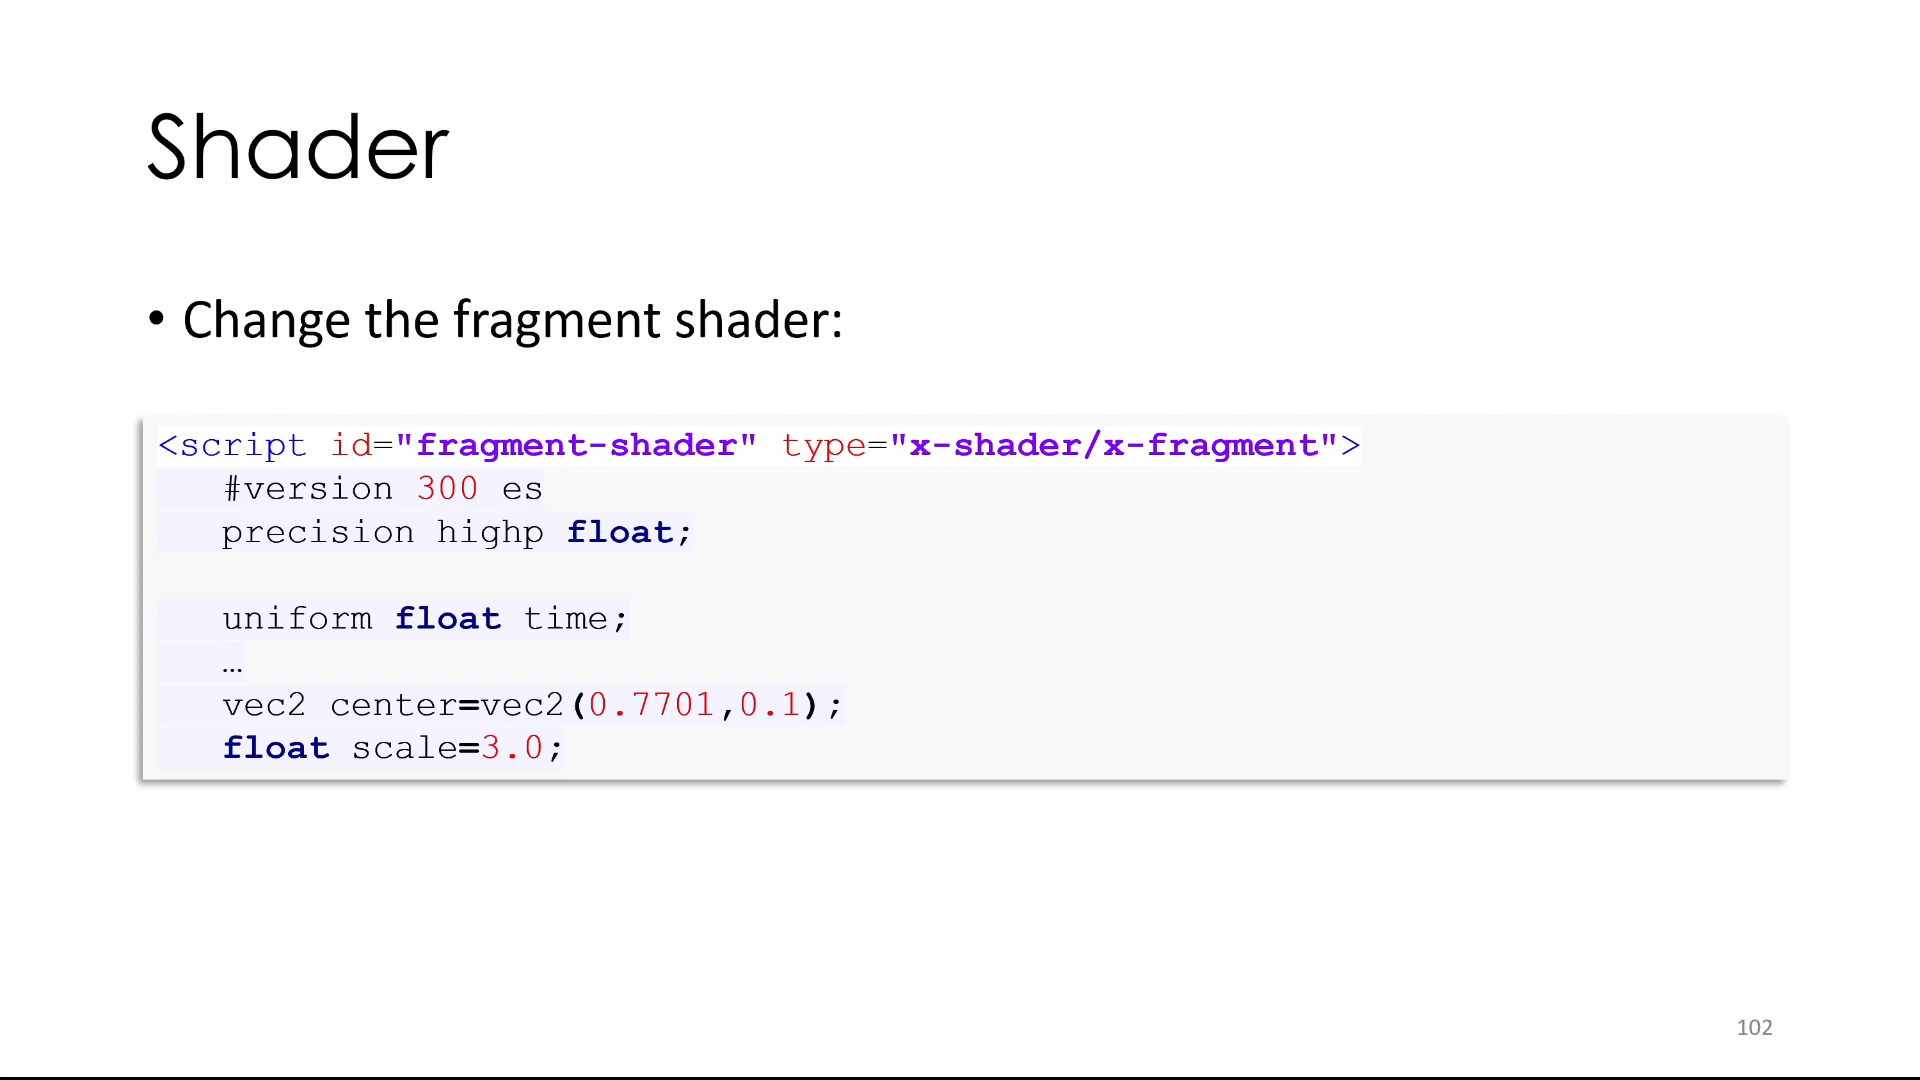 Shader
• Change the fragment shader:
<script id="fragment-shader" type="x-shader/x-fragment">
#version 300 es
precision highp float;
uniform float time;
…
vec2 center=vec2(0.7701,0.1);
float scale=3.0;
102